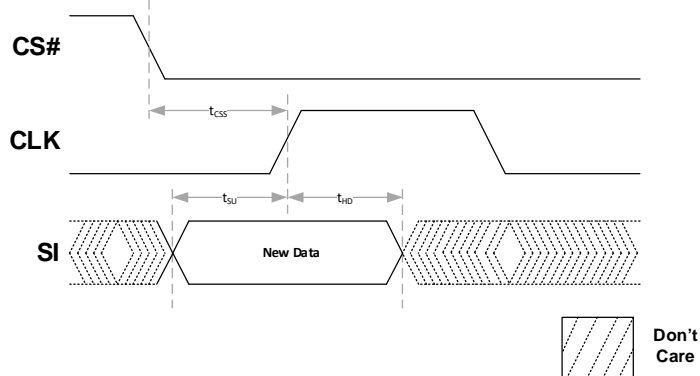 CS#
tCSS
CLK
tSU
tHD
SI
New Data
Don't
Care